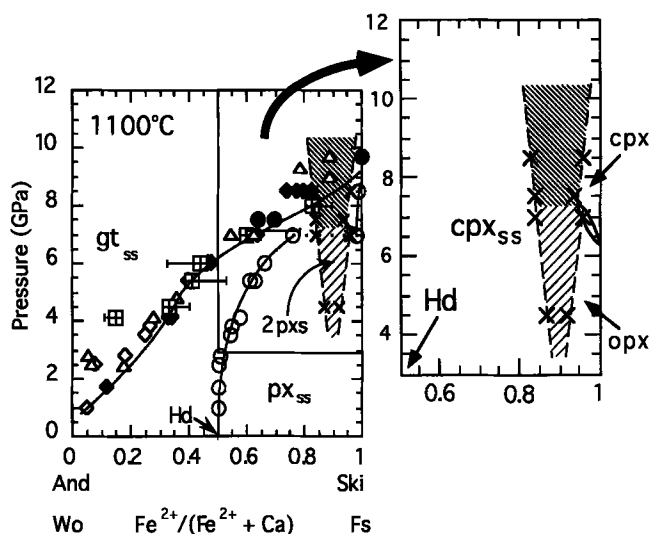 1100°C
Pressure (GPa)
12
10
8
6
4
2
0
gt ss
2pxs
px ss
Hd
0 0.2 0.4 0.6 0.8 1
And Ski
Wo Fe2+/(Fe2+ + Ca) Fs
12
10
8
6
4
cpx
cpx ss
Hd
opx
0.6 0.8 1